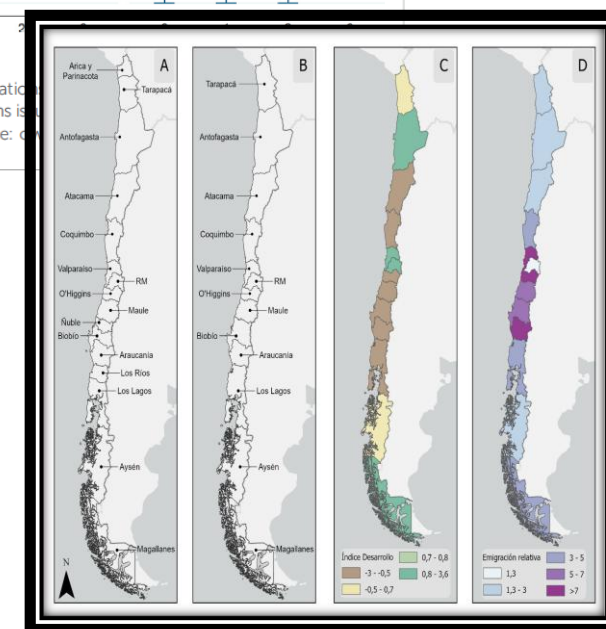 A
Arica y
Parinacota
Tarapacá
Antofagasta
Atacama
Coquimbo
Valparaíso
RM
O'Higgins
Maule
Ñuble
Biobío
Araucanía
Los Ríos
Los Lagos
Aysén
Magallanes
N
B
Tarapacá
Antofagasta
Atacama
Coquimbo
Valparaíso
RM
O'Higgins
Maule
Biobío
Araucanía
Los Lagos
Aysén
Magallanes
C
Índice Desarrollo
-3 - -0,5
-0,5 - 0,7
0,7 - 0,8
0,8 - 3,6
D
Emigración relativa
1,3
1,3 - 3
3 - 5
5 - 7
>7